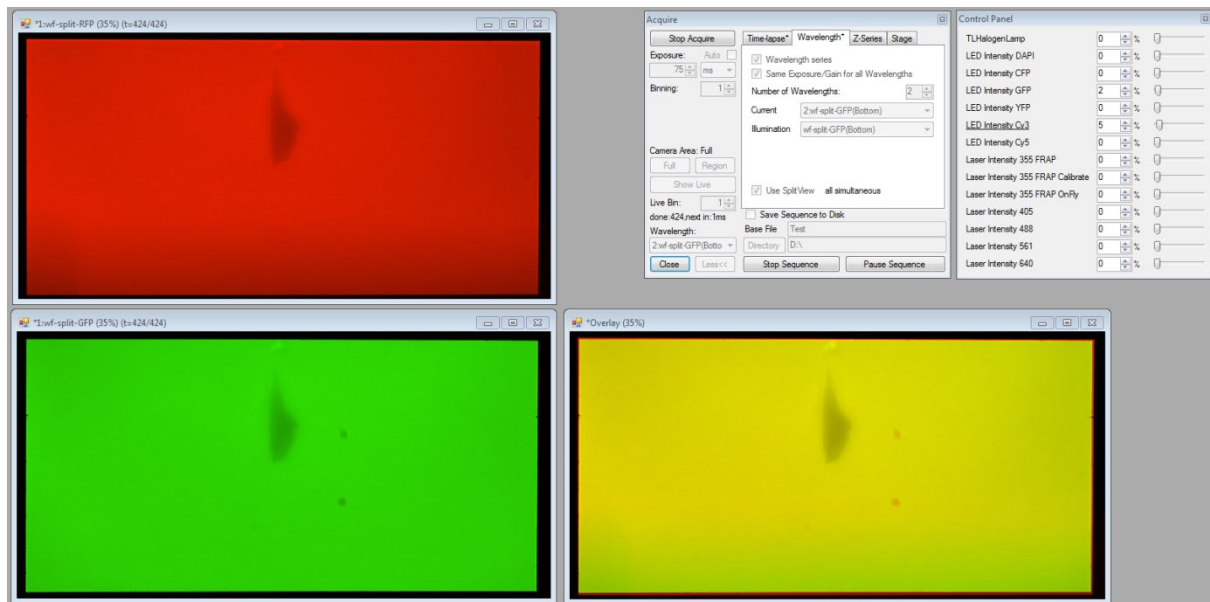 *1:wf-split-RFP (35%) (t=424/424)
Acquire
Stop Acquire
Exposure: Auto
75 ms
Binning: 1
Camera Area: Full
Full Region
Show Live
Live Bin: 1
done:424,next in:1ms
Wavelength:
2:wf-split-GFP(Botto
Close Less<<
Time-lapse* Wavelength* Z-Series Stage
Wavelength series
Same Exposure/Gain for all Wavelengths
Number of Wavelengths: 2
Current 2:wf-split-GFP(Bottom)
Illumination wf-split-GFP(Bottom)
Use SplitView all simultaneous
Save Sequence to Disk
Base File Test
Directory D:\
Stop Sequence Pause Sequence
Control Panel
TLHalogenLamp 0 %
LED Intensity DAPI 0 %
LED Intensity CFP 0 %
LED Intensity GFP 2 %
LED Intensity YFP 0 %
LED Intensity Cy3 5 %
LED Intensity Cy5 0 %
Laser Intensity 355 FRAP 0 %
Laser Intensity 355 FRAP Calibrate 0 %
Laser Intensity 355 FRAP OnFly 0 %
Laser Intensity 405 0 %
Laser Intensity 488 0 %
Laser Intensity 561 0 %
Laser Intensity 640 0 %
*1:wf-split-GFP (35%) (t=424/424)
*Overlay (35%)